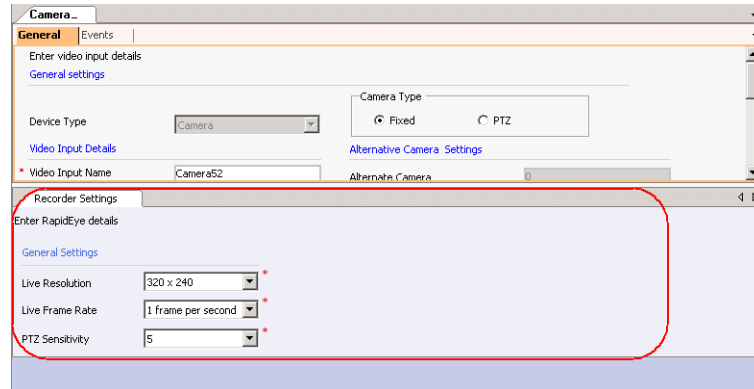 Camera_
General Events
Enter video input details
General settings
Camera Type
Device Type Camera Fixed PTZ
Video Input Details Alternative Camera Settings
* Video Input Name Camera52 Alternate Camera 0
Recorder Settings
Enter RapidEye details
General Settings
Live Resolution 320 x 240 *
Live Frame Rate 1 frame per second *
PTZ Sensitivity 5 *